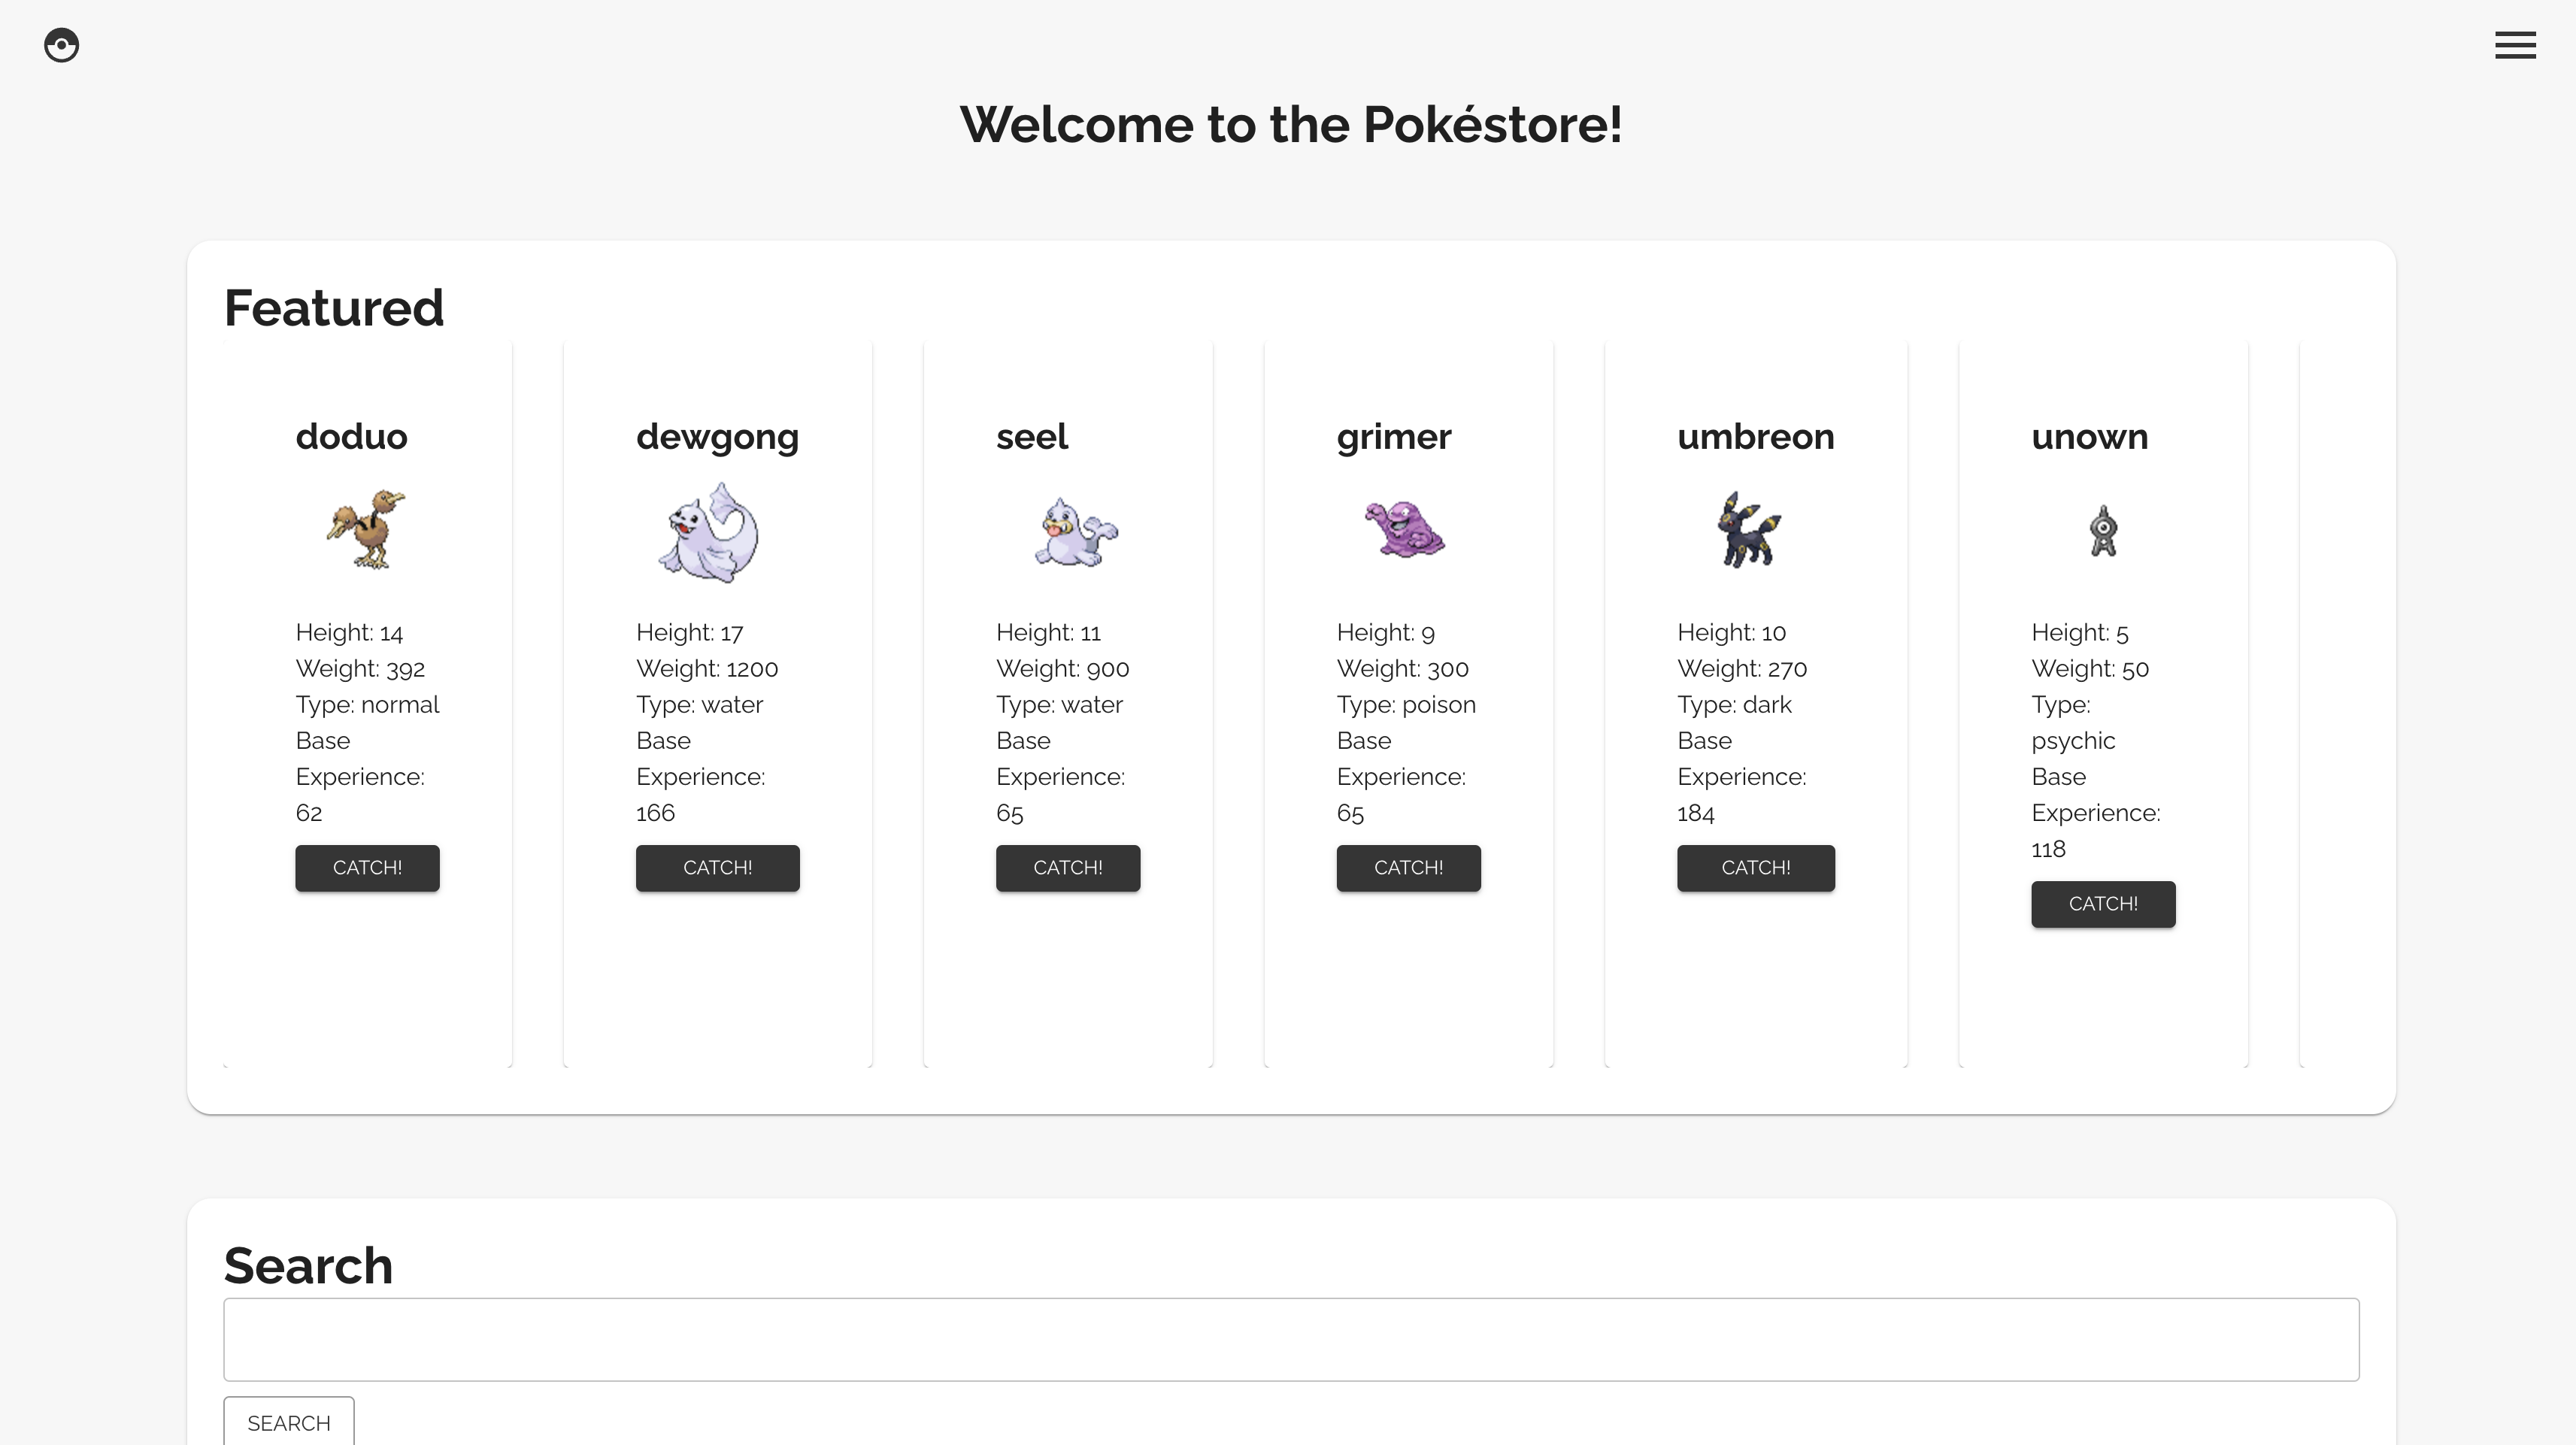 Welcome to the Pokéstore!
Featured
doduo
Height: 14
Weight: 392
Type: normal
Base
Experience:
62
CATCH!
dewgong
Height: 17
Weight: 1200
Type: water
Base
Experience:
166
CATCH!
seel
Height: 11
Weight: 900
Type: water
Base
Experience:
65
CATCH!
grimer
Height: 9
Weight: 300
Type: poison
Base
Experience:
65
CATCH!
umbreon
Height: 10
Weight: 270
Type: dark
Base
Experience:
184
CATCH!
unown
Height: 5
Weight: 50
Type:
psychic
Base
Experience:
118
CATCH!
Search
SEARCH